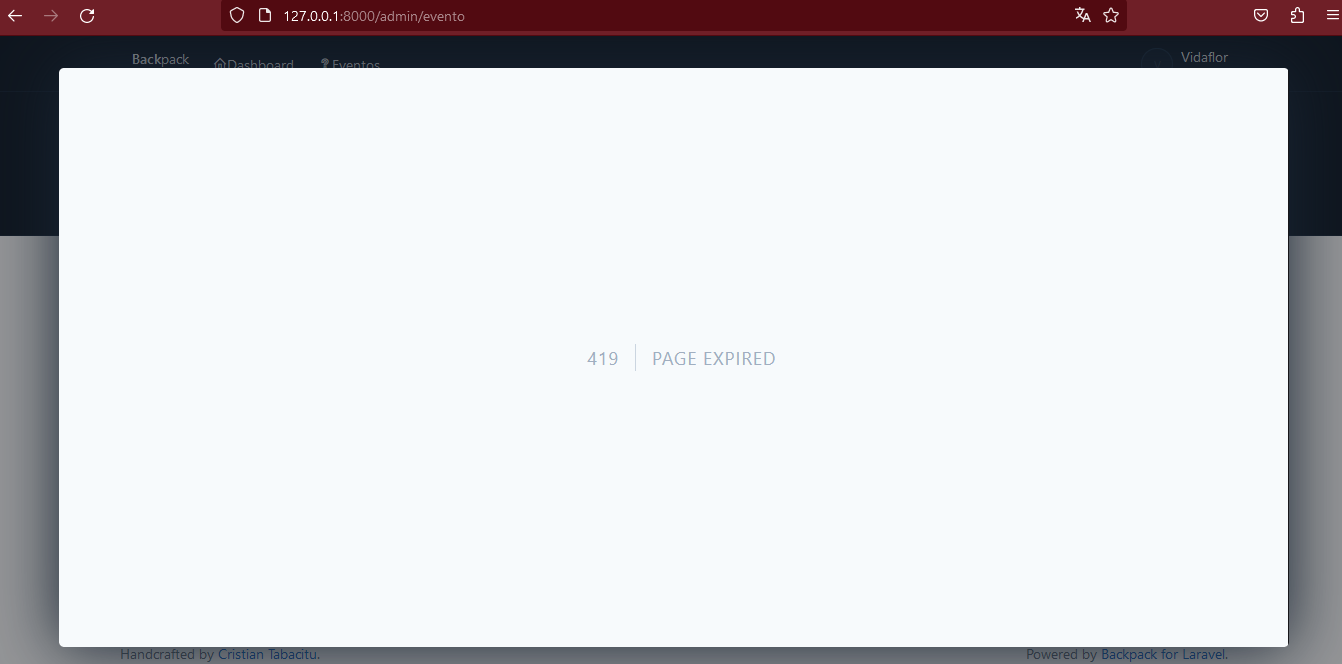 127.0.0.1:8000/admin/evento
Backpack Dashboard Eventos Vidaflor
419 PAGE EXPIRED
Handcrafted by Cristian Tabacitu. Powered by Backpack for Laravel.